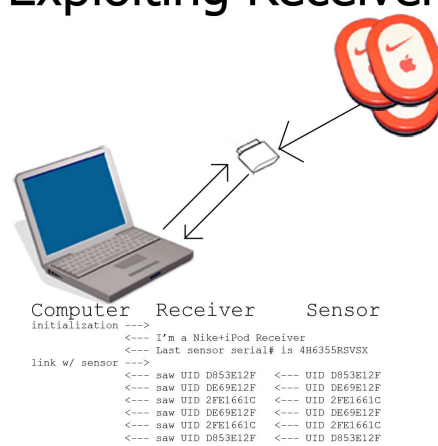 Exploiting Receiver
Computer Receiver Sensor
initialization --->
<--- I'm a Nike+iPod Receiver
<--- Last sensor serial# is 4H6355RSVSX
link w/ sensor --->
<--- saw UID D853E12F <--- UID D853E12F
<--- saw UID DE69E12F <--- UID DE69E12F
<--- saw UID 2FE1661C <--- UID 2FE1661C
<--- saw UID DE69E12F <--- UID DE69E12F
<--- saw UID 2FE1661C <--- UID 2FE1661C
<--- saw UID D853E12F <--- UID D853E12F